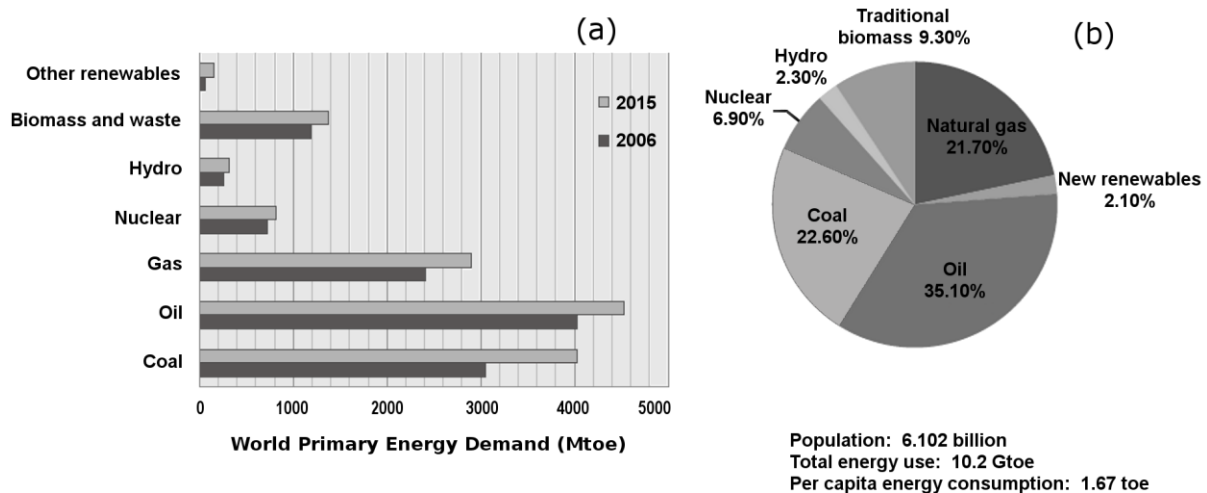 (a)
Other renewables
Biomass and waste
Hydro
Nuclear
Gas
Oil
Coal
2015
2006
0 1000 2000 3000 4000 5000
World Primary Energy Demand (Mtoe)
(b)
Traditional
biomass 9.30%
Hydro
2.30%
Nuclear
6.90%
Natural gas
21.70%
New renewables
2.10%
Coal
22.60%
Oil
35.10%
Population: 6.102 billion
Total energy use: 10.2 Gtoe
Per capita energy consumption: 1.67 toe